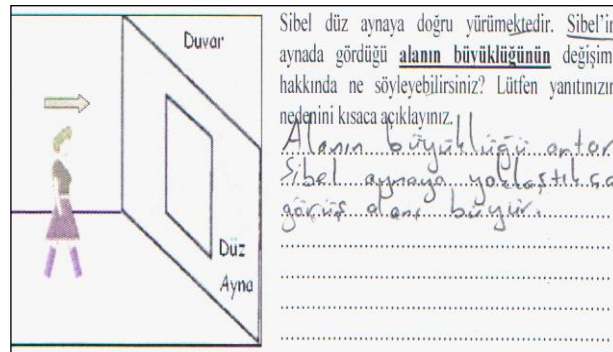 Duvar
Düz
Ayna
Sibel düz aynaya doğru yürümektedir. Sibel'in
aynada gördüğü alanın büyüklüğünün değişimi
hakkında ne söyleyebilirsiniz? Lütfen yanıtınızın
nedenini kısaca açıklayınız.
Alanın büyüklüğü artar
Sibel aynaya yaklaştıkça
görüş alanı büyür.